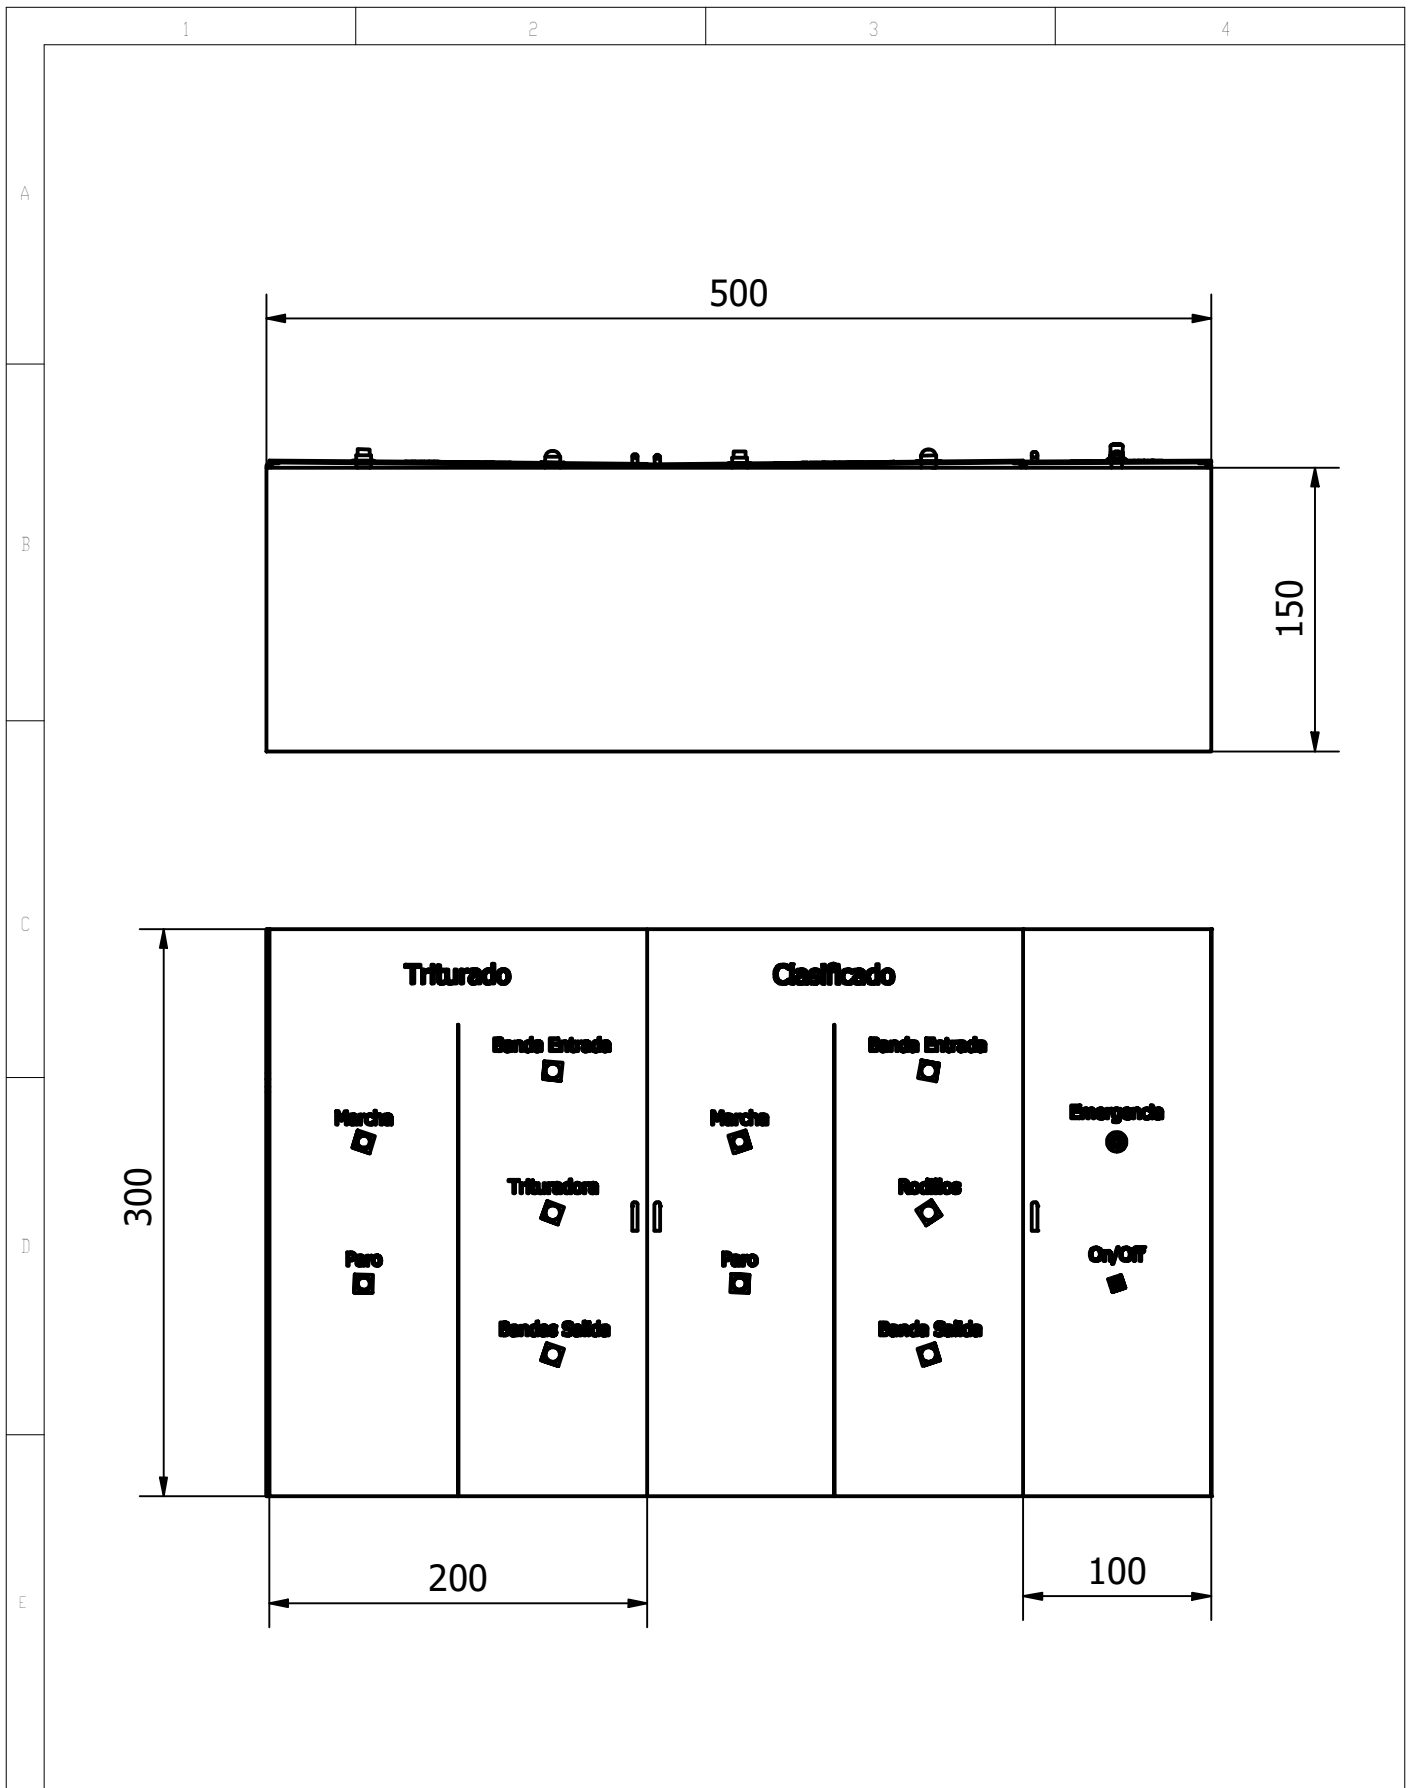 1 2 3 4
A
500
B
150
C
Triturado Clasificado
Banda Entrada Banda Entrada
Marcha Marcha Emergencia
300
Trituradora Rodillos
D
Paro Paro On/Off
Bandas Salida Banda Salida
200 100
E